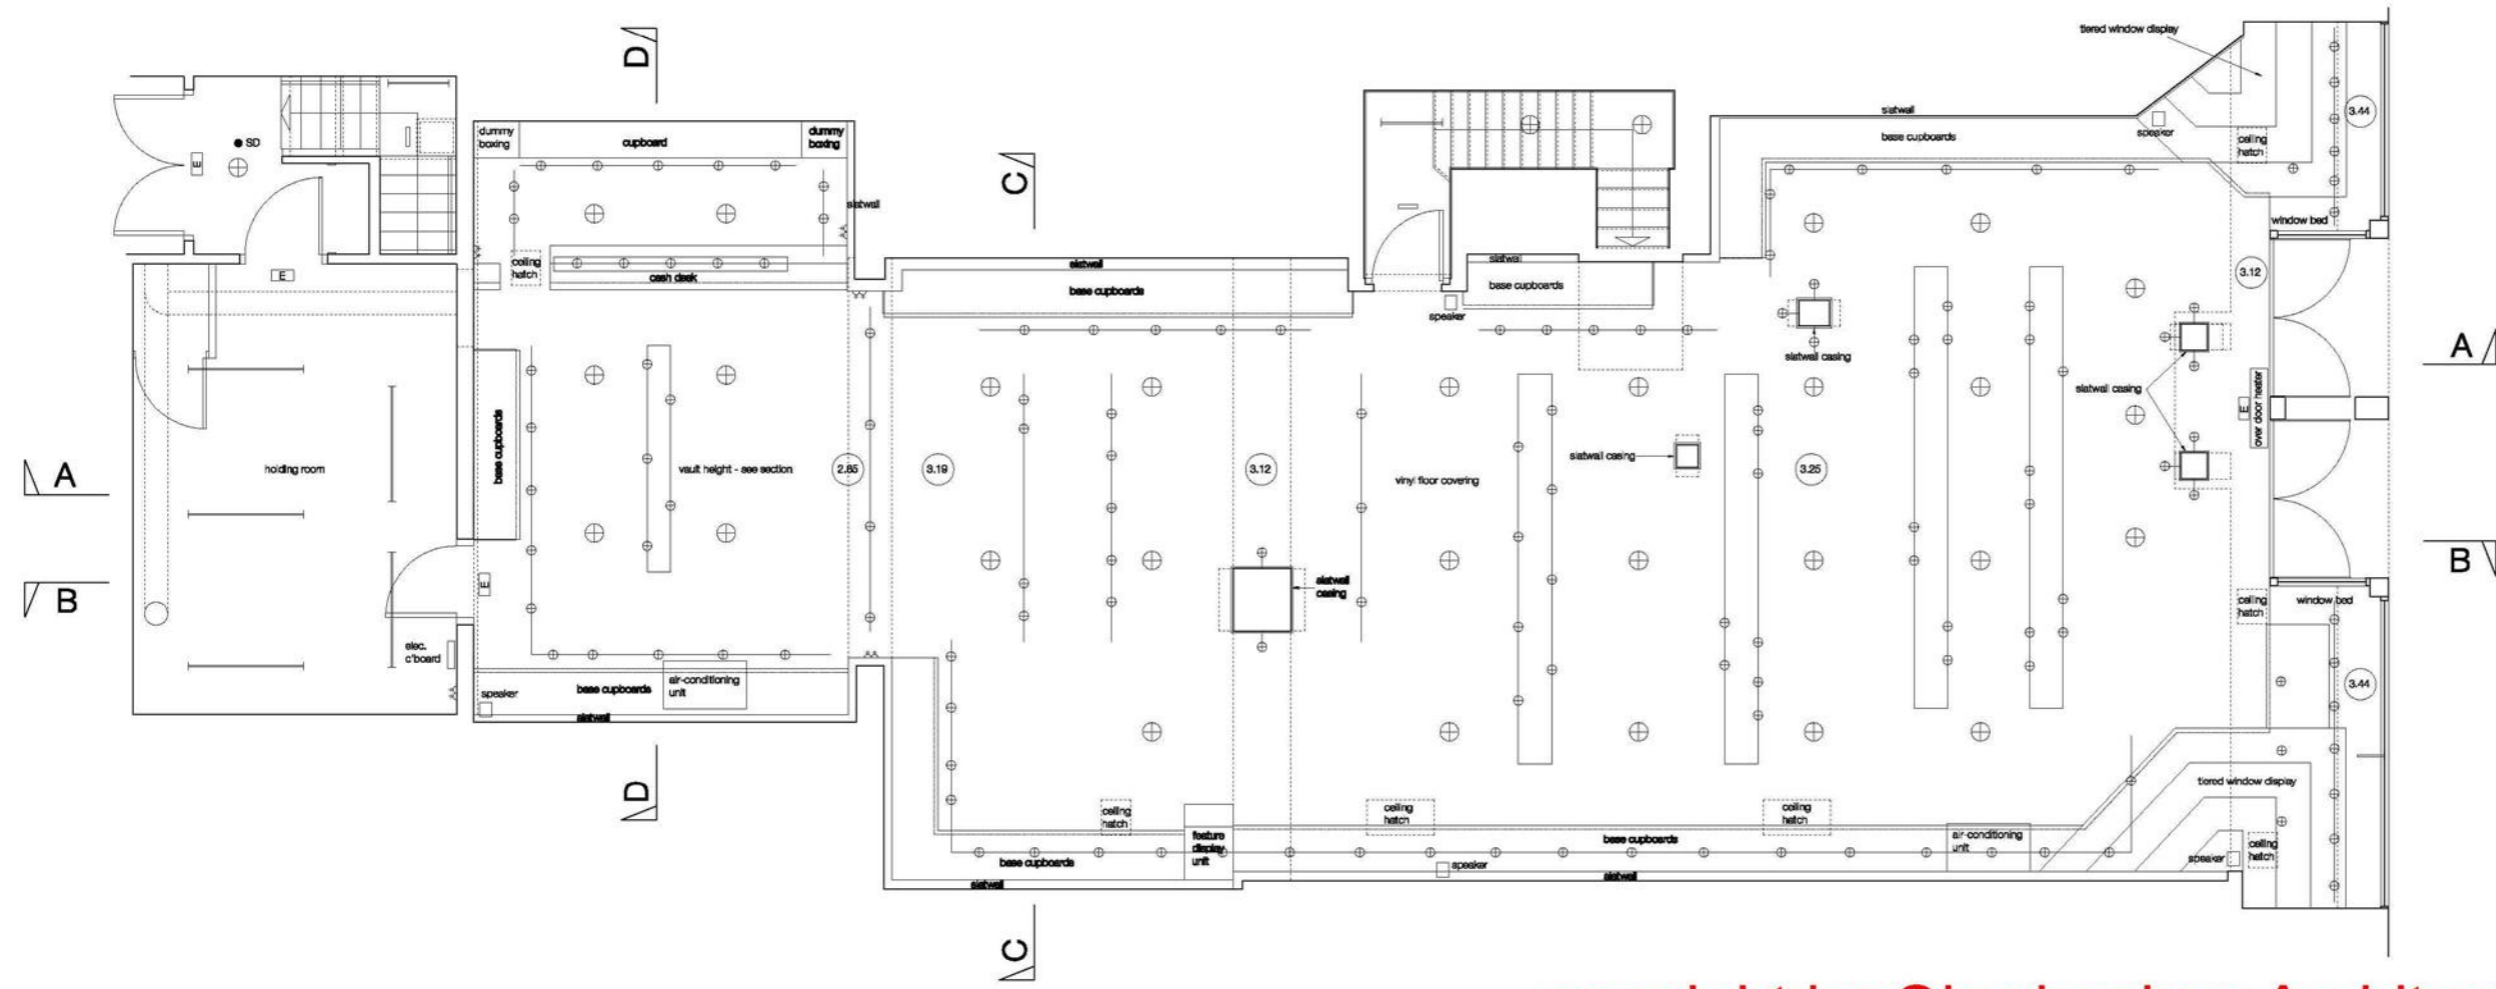 D
tiered window display
slatwall
3.44
dummy
boxing
cupboard
dummy
boxing
SD
E
C
speaker
base cupboards
ceiling
hatch
slatwall
window bed
E
ceiling
hatch
cash desk
slatwall
base cupboards
slatwall
base cupboards
speaker
3.12
slatwall casing
A
slatwall casing
over door heater
E
base cupboards
A
holding room
vault height - see section
2.85
3.19
3.12
vinyl floor covering
slatwall casing
3.25
B
B
E
slatwall
casing
ceiling
hatch
window bed
elec.
c'board
speaker
base cupboards
air-conditioning
unit
slatwall
3.44
D
tiered window display
ceiling
hatch
ceiling
hatch
ceiling
hatch
feature
display
unit
base cupboards
air-conditioning
unit
ceiling
hatch
speaker
base cupboards
speaker
slatwall
slatwall
C